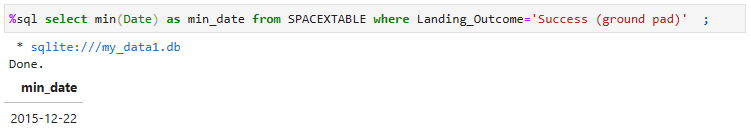 %sql select min(Date) as min_date from SPACEXTABLE where Landing_Outcome='Success (ground pad)'  ;
* sqlite:///my_data1.db
Done.
min_date
2015-12-22